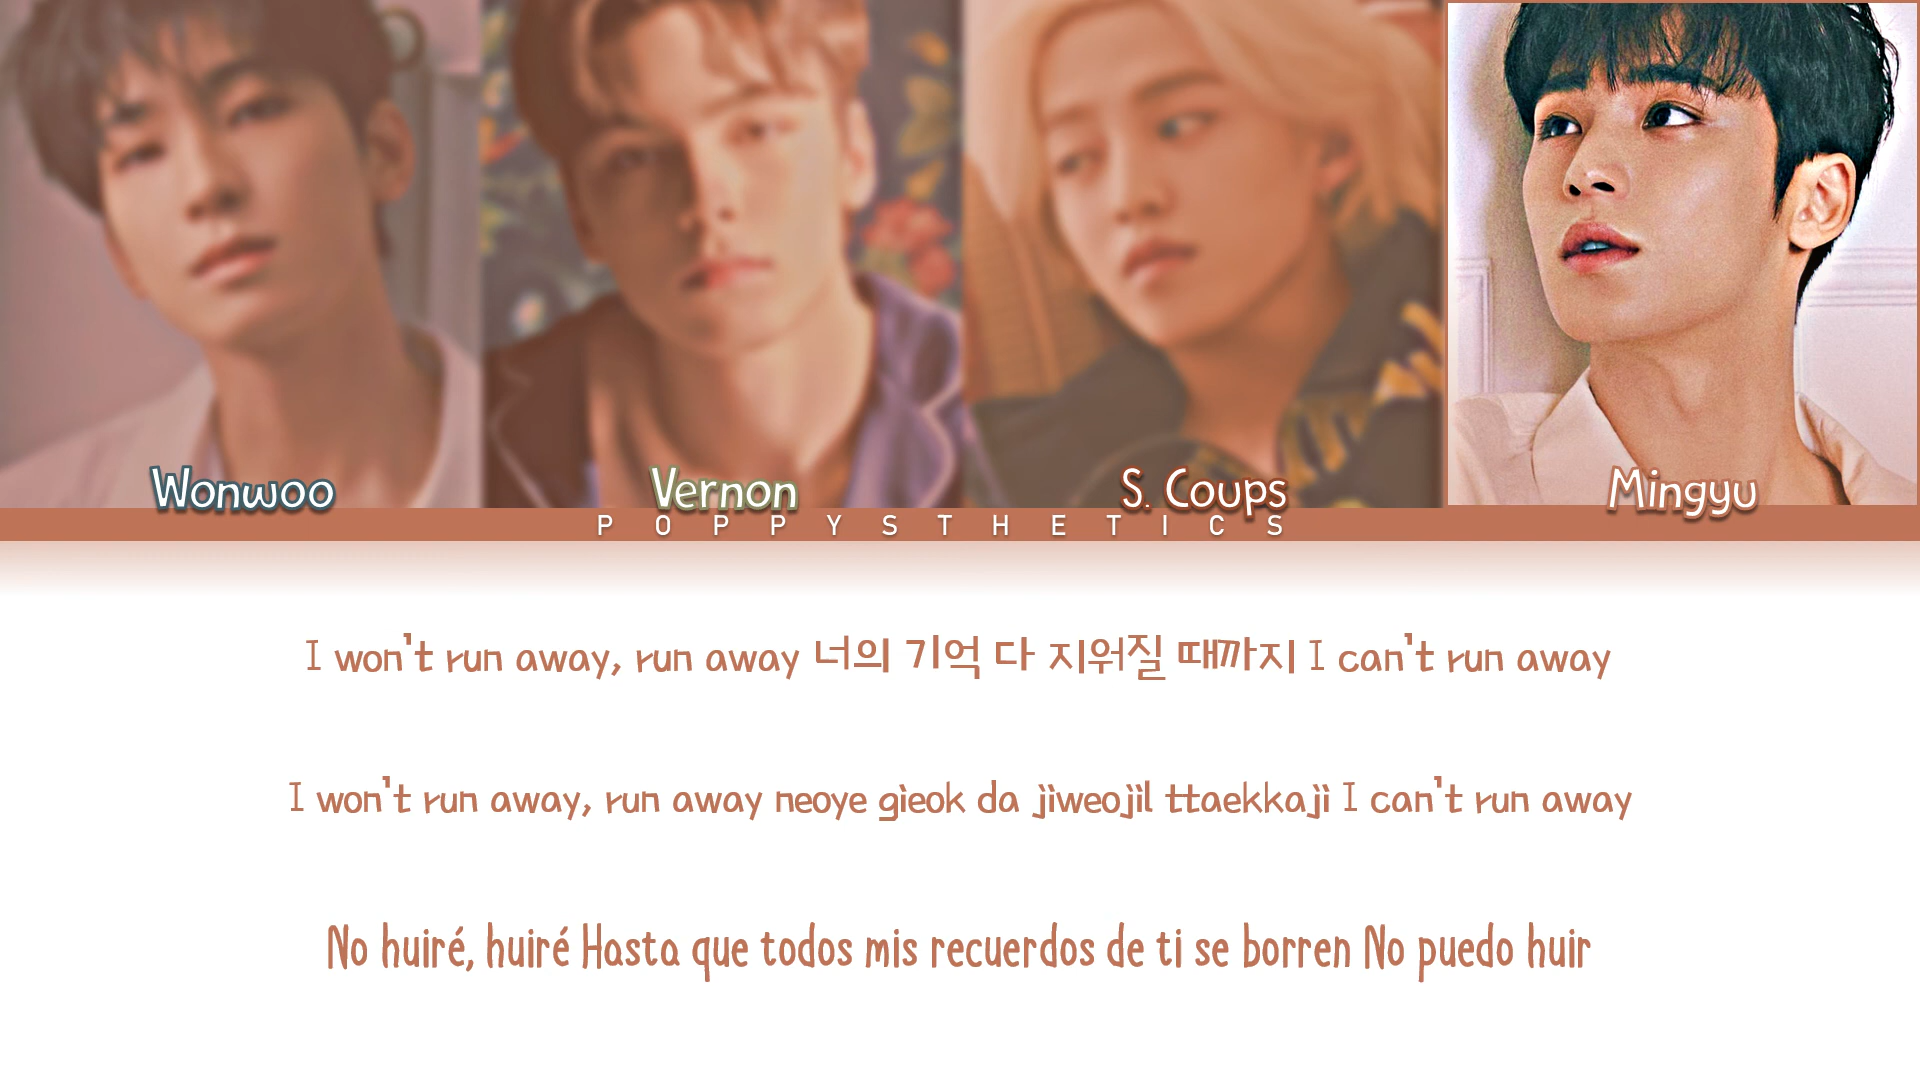 Wonwoo
Vernon
S. Coups
Mingyu
POPPYSTHETICS
I won't run away, run away 너의 기억 다 지워질 때까지 I can't run away
I won't run away, run away neoye gieok da jiweojil ttaekkaji I can't run away
No huiré, huiré Hasta que todos mis recuerdos de ti se borren No puedo huir